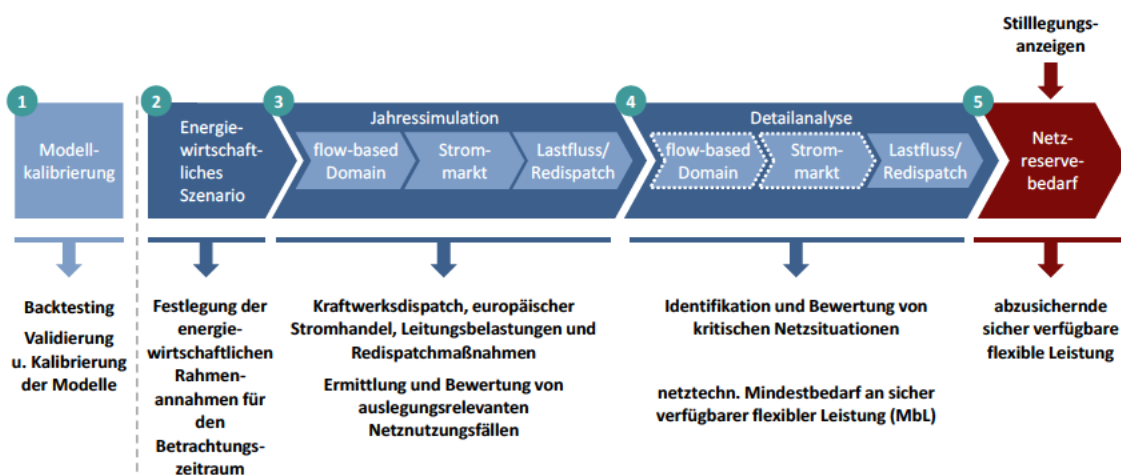 Stilllegungs-
anzeigen
1
Modell-
kalibrierung
2
Energie-
wirtschaft-
liches
Szenario
3
Jahressimulation
flow-based
Domain
Strom-
markt
Lastfluss/
Redispatch
4
Detailanalyse
flow-based
Domain
Strom-
markt
Lastfluss/
Redispatch
5
Netz-
reserve-
bedarf
Backtesting
Validierung
u. Kalibrierung
der Modelle
Festlegung der
energie-
wirtschaftlichen
Rahmen-
annahmen für
den
Betrachtungs-
zeitraum
Kraftwerksdispatch, europäischer
Stromhandel, Leitungsbelastungen und
Redispatchmaßnahmen
Ermittlung und Bewertung von
auslegungsrelevanten
Netznutzungsfällen
Identifikation und Bewertung von
kritischen Netzsituationen
netztechn. Mindestbedarf an sicher
verfügbarer flexibler Leistung (MbL)
abzusichernde
sicher verfügbare
flexible Leistung